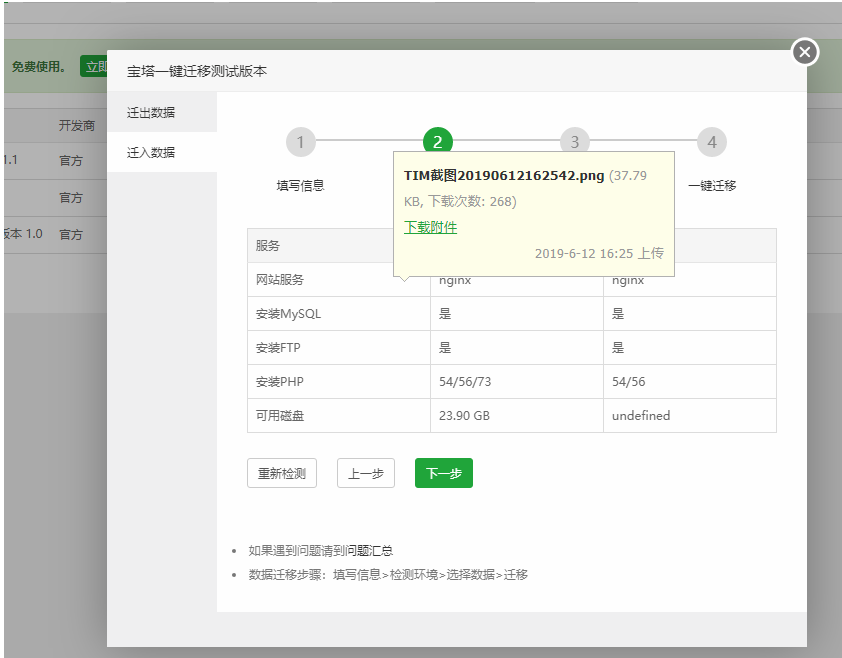 免费使用。 立即
宝塔一键迁移测试版本
迁出数据
迁入数据
开发商
1.1 官方
官方
版本 1.0 官方
1 2 3 4
填写信息 一键迁移
TIM截图20190612162542.png (37.79
KB, 下载次数: 268)
下载附件
2019-6-12 16:25 上传
服务
网站服务 nginx nginx
安装MySQL 是 是
安装FTP 是 是
安装PHP 54/56/73 54/56
可用磁盘 23.90 GB undefined
重新检测 上一步 下一步
如果遇到问题请到问题汇总
数据迁移步骤：填写信息>检测环境>选择数据>迁移